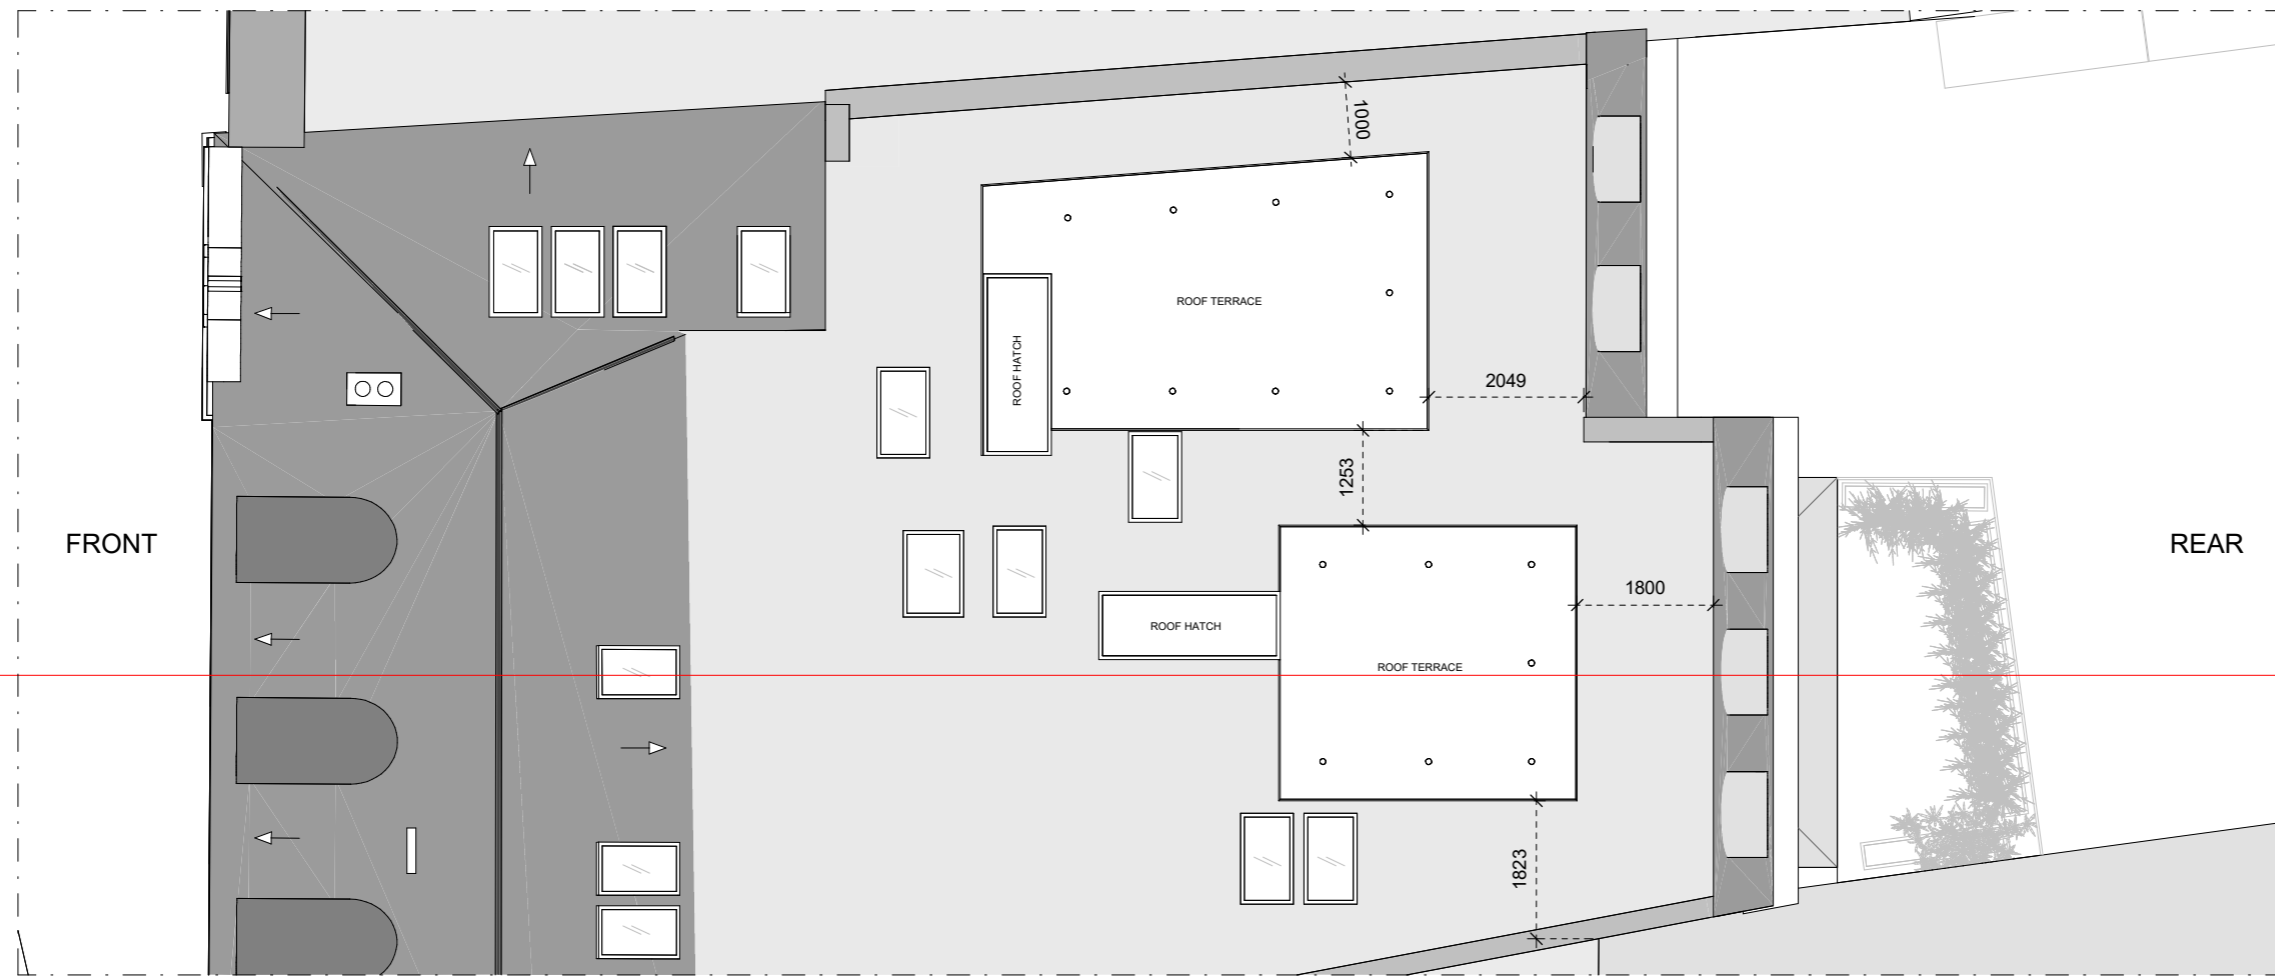 1000
ROOF TERRACE
ROOF HATCH
2049
1253
FRONT
REAR
1800
ROOF HATCH
ROOF TERRACE
1823